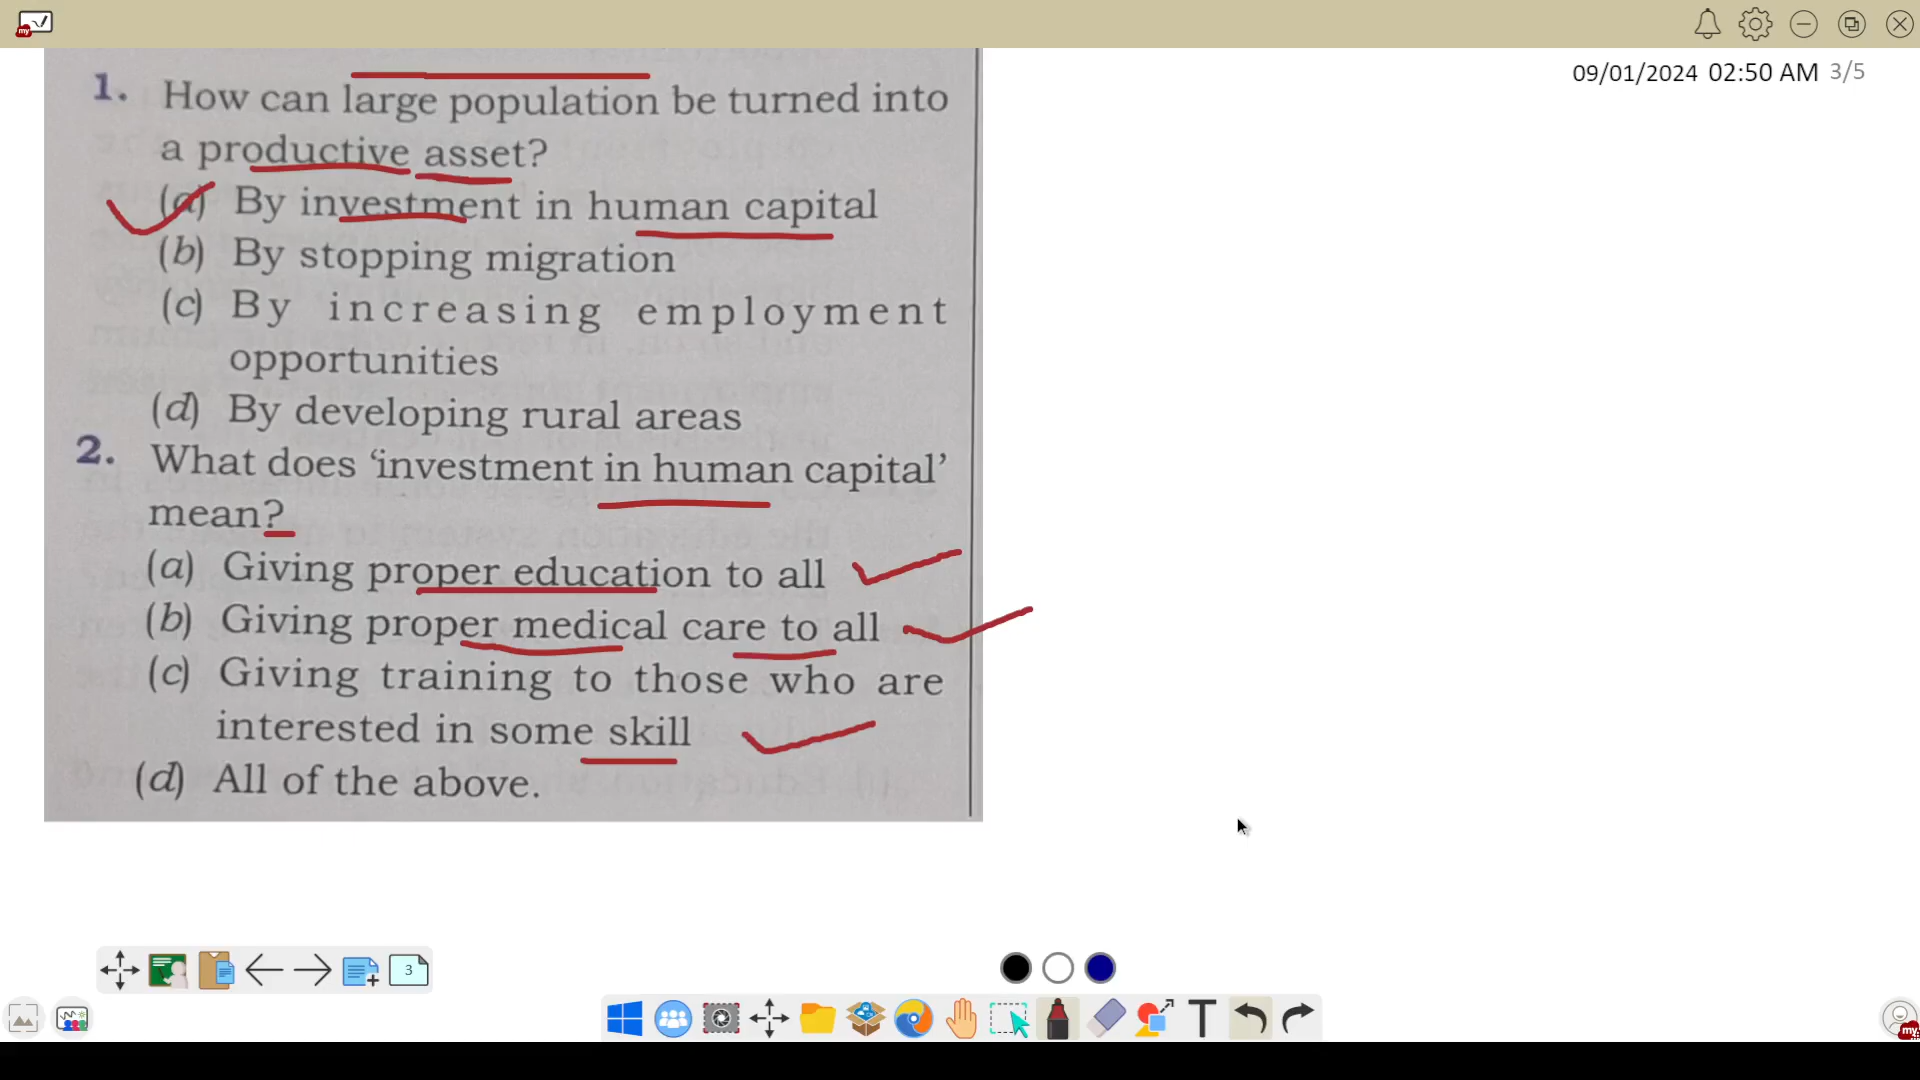 09/01/2024 02:50 AM 3/5
1. How can large population be turned into
a productive asset?
(a) By investment in human capital
(b) By stopping migration
(c) By increasing employment
opportunities
(d) By developing rural areas
2. What does ‘investment in human capital’
mean?
(a) Giving proper education to all
(b) Giving proper medical care to all
(c) Giving training to those who are
interested in some skill
(d) All of the above.
3
T
my
my